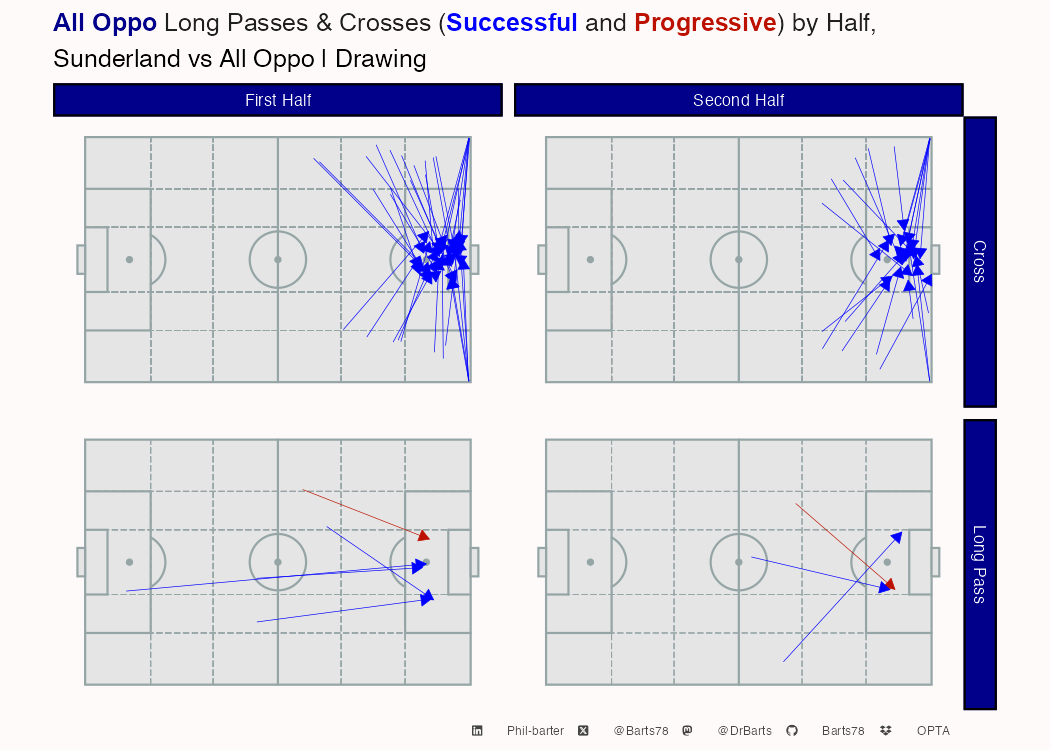 All Oppo Long Passes & Crosses (Successful and Progressive) by Half,
Sunderland vs All Oppo | Drawing
First Half
Second Half
Cross
Long Pass
Phil-barter @Barts78 @DrBarts Barts78 OPTA